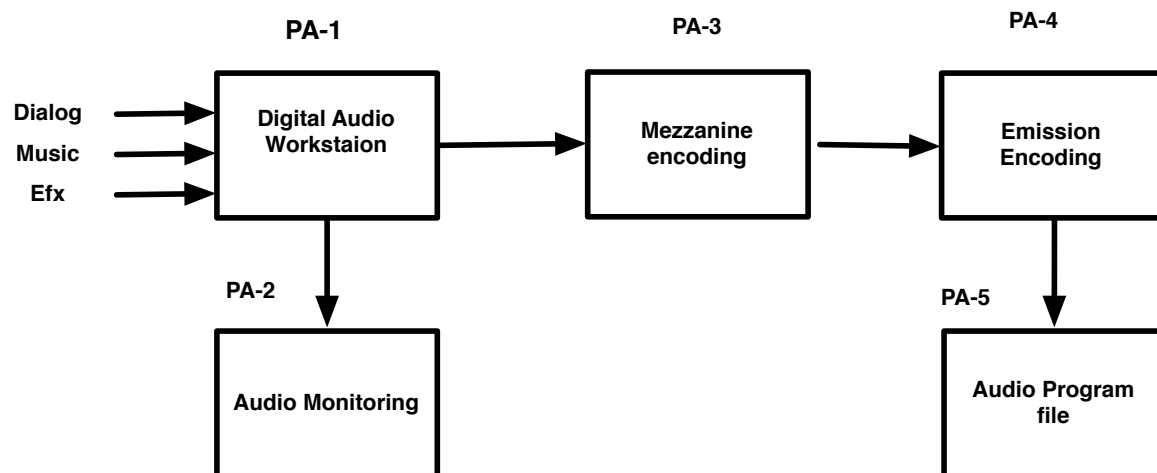 PA-1
PA-3
PA-4
Dialog
Music
Efx
Digital Audio
Workstaion
Mezzanine
encoding
Emission
Encoding
PA-2
PA-5
Audio Monitoring
Audio Program
file